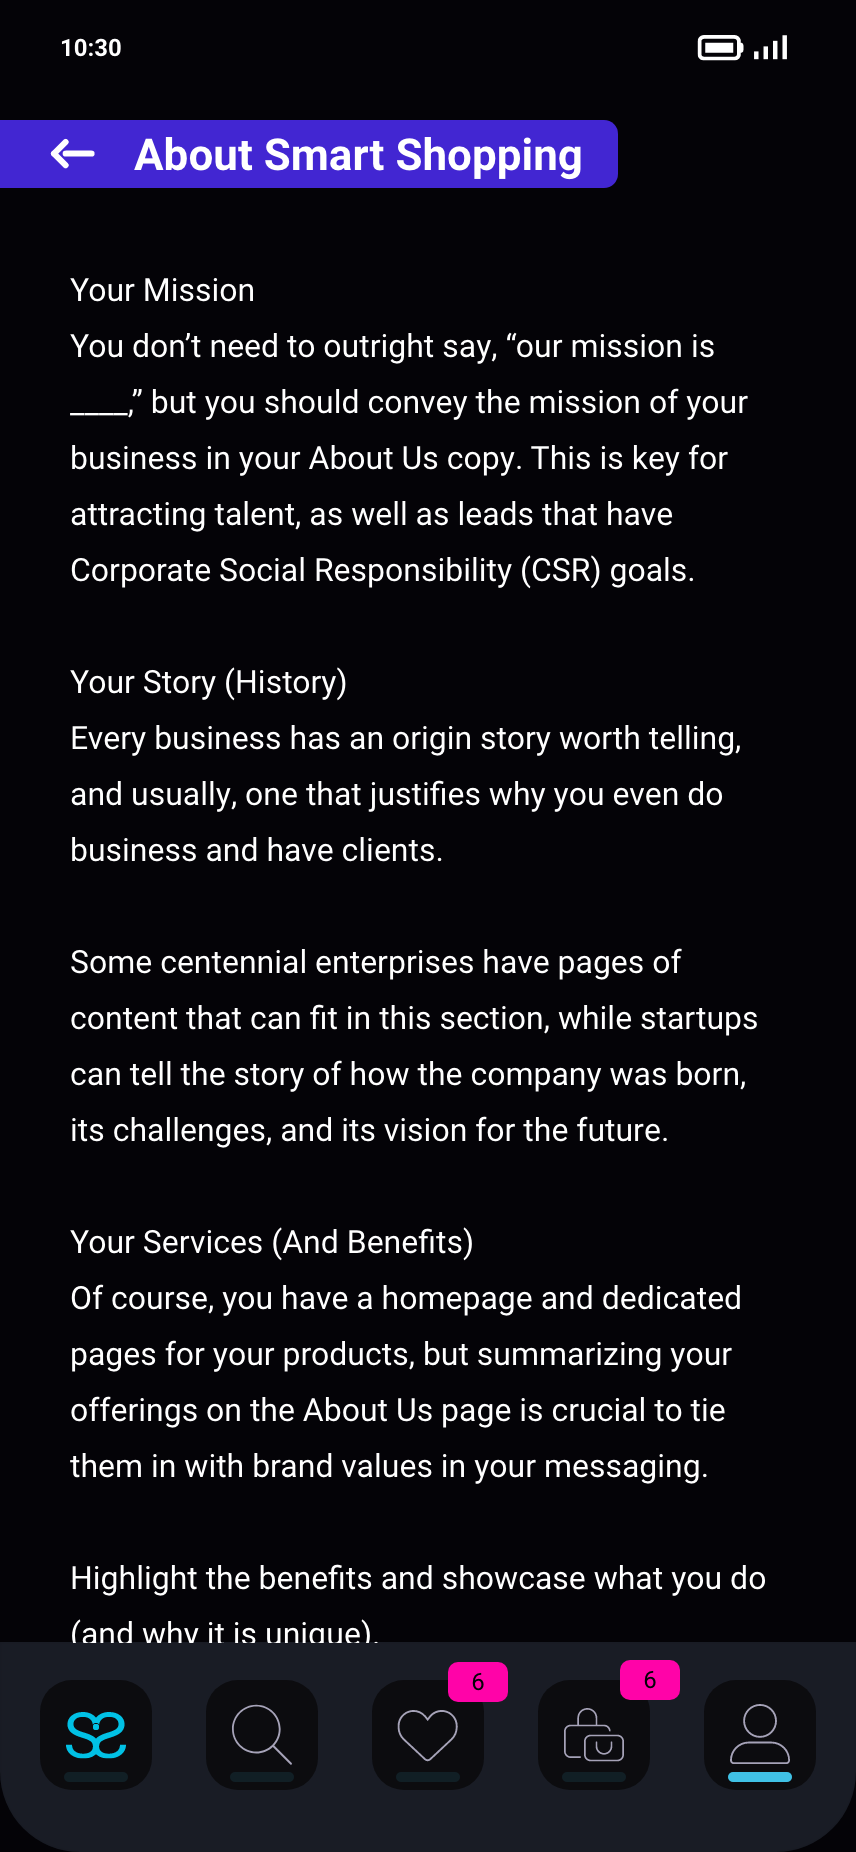 10:30
About Smart Shopping
Your Mission
You don’t need to outright say, “our mission is
____,” but you should convey the mission of your
business in your About Us copy. This is key for
attracting talent, as well as leads that have
Corporate Social Responsibility (CSR) goals.
Your Story (History)
Every business has an origin story worth telling,
and usually, one that justifies why you even do
business and have clients.
Some centennial enterprises have pages of
content that can fit in this section, while startups
can tell the story of how the company was born,
its challenges, and its vision for the future.
Your Services (And Benefits)
Of course, you have a homepage and dedicated
pages for your products, but summarizing your
offerings on the About Us page is crucial to tie
them in with brand values in your messaging.
Highlight the benefits and showcase what you do
(and why it is unique).
6
6